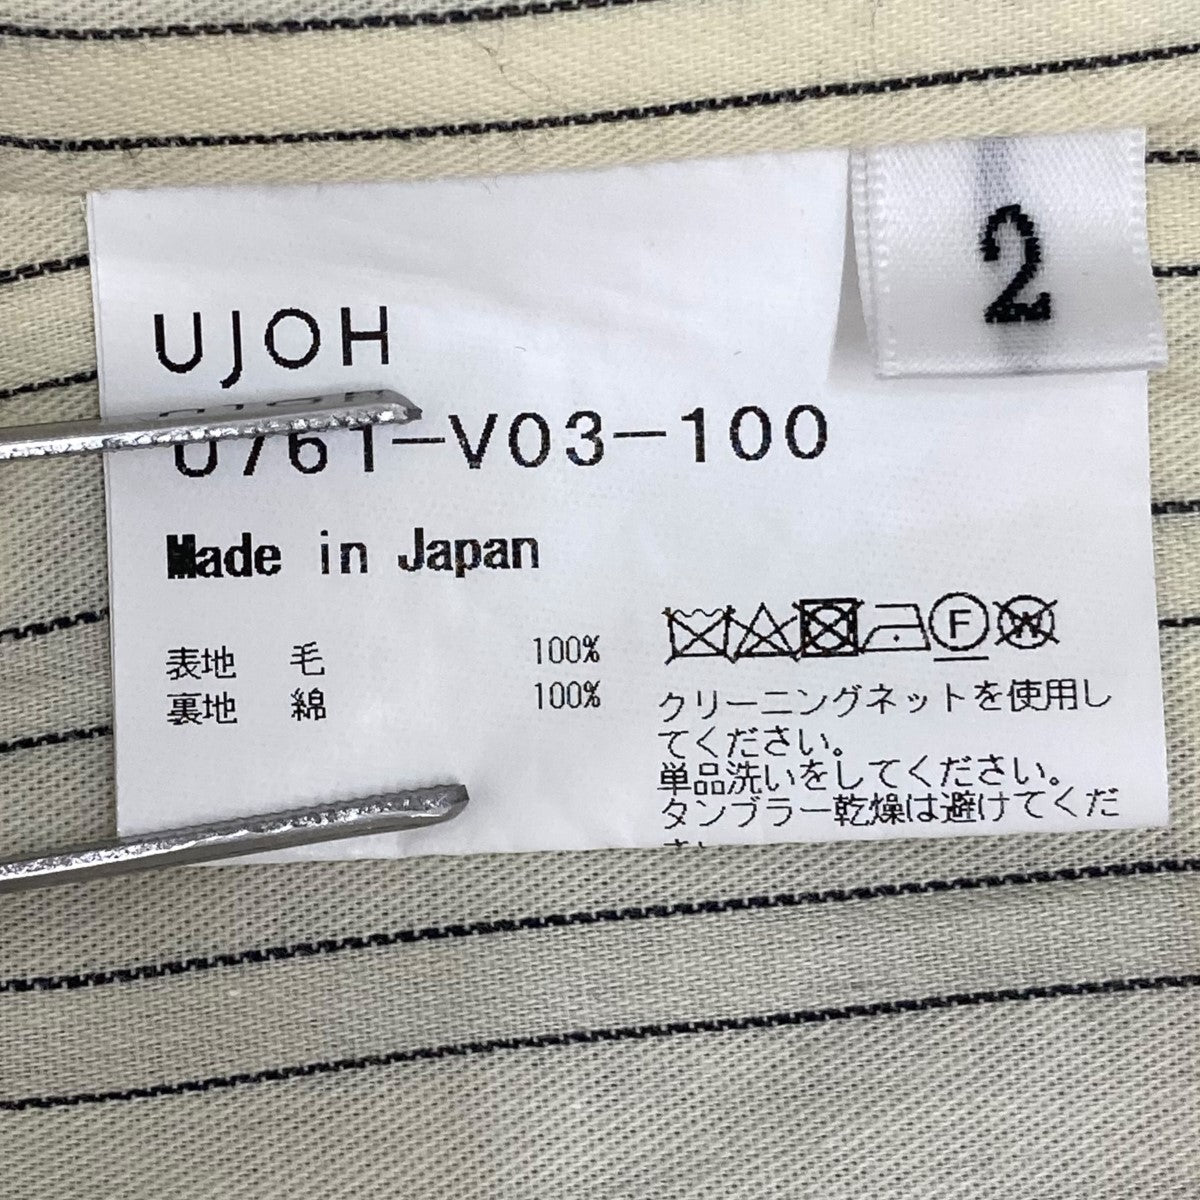 2
UJOH
U761-V03-100
Made in Japan
表地 毛 100%
裏地 綿 100%
F
W
クリーニングネットを使用し
てください。
単品洗いをしてください。
タンブラー乾燥は避けてくだ